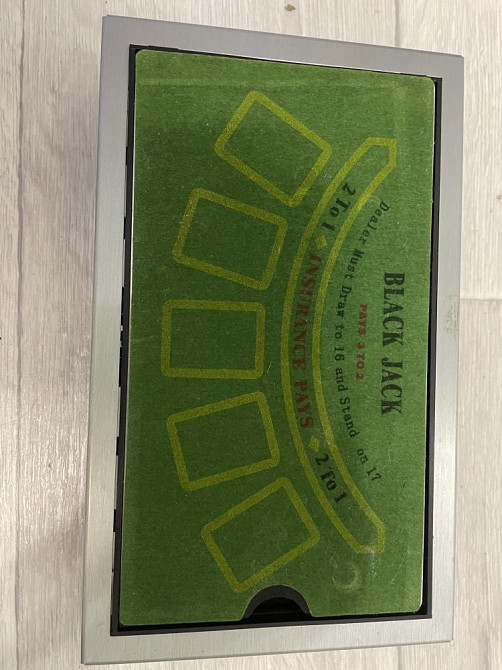 BLACK JACK
PAYS 3 TO 2
Dealer Must Draw to 16 and Stand on 17
2 To 1 INSURANCE PAYS 2 To 1